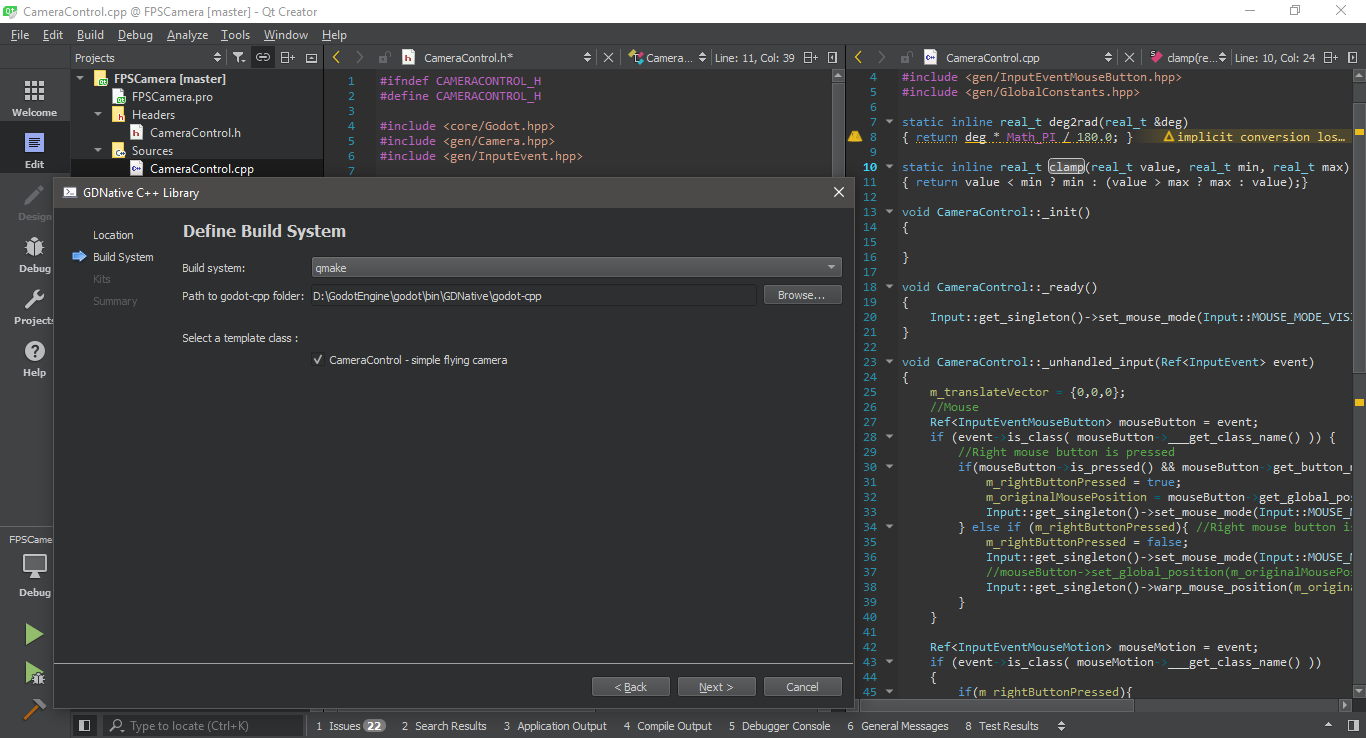 CameraControl.cpp @ FPSCamera [master] - Qt Creator
File Edit Build Debug Analyze Tools Window Help
Projects
CameraControl.h*
Camera...
Line: 11, Col: 39
CameraControl.cpp
clamp(re...
Line: 10, Col: 24
Welcome
Edit
Design
Debug
Projects
Help
FPSCame
Debug
FPSCamera [master]
FPSCamera.pro
Headers
CameraControl.h
Sources
CameraControl.cpp
1 #ifndef CAMERACONTROL_H
2 #define CAMERACONTROL_H
3
4 #include <core/Godot.hpp>
5 #include <gen/Camera.hpp>
6 #include <gen/InputEvent.hpp>
7
GDNative C++ Library
Location
Build System
Kits
Summary
Define Build System
Build system: qmake
Path to godot-cpp folder: D:\GodotEngine\godot\bin\GDNative\godot-cpp Browse...
Select a template class :
CameraControl - simple flying camera
< Back Next > Cancel
4 #include <gen/InputEventMouseButton.hpp>
5 #include <gen/GlobalConstants.hpp>
6
7 static inline real_t deg2rad(real_t &deg)
8 { return deg * Math_PI / 180.0; } implicit conversion los...
9
10 static inline real_t clamp(real_t value, real_t min, real_t max)
11 { return value < min ? min : (value > max ? max : value);}
12
13 void CameraControl::_init()
14 {
15
16 }
17
18 void CameraControl::_ready()
19 {
20 Input::get_singleton()->set_mouse_mode(Input::MOUSE_MODE_VIS
21 }
22
23 void CameraControl::_unhandled_input(Ref<InputEvent> event)
24 {
25 m_translateVector = {0,0,0};
26 //Mouse
27 Ref<InputEventMouseButton> mouseButton = event;
28 if (event->is_class( mouseButton->___get_class_name() )) {
29 //Right mouse button is pressed
30 if(mouseButton->is_pressed() && mouseButton->get_button_
31 m_rightButtonPressed = true;
32 m_originalMousePosition = mouseButton->get_global_po
33 Input::get_singleton()->set_mouse_mode(Input::MOUSE_
34 } else if (m_rightButtonPressed){ //Right mouse button i
35 m_rightButtonPressed = false;
36 Input::get_singleton()->set_mouse_mode(Input::MOUSE_
37 //mouseButton->set_global_position(m_originalMousePo
38 Input::get_singleton()->warp_mouse_position(m_origin
39 }
40 }
41
42 Ref<InputEventMouseMotion> mouseMotion = event;
43 if (event->is_class( mouseMotion->___get_class_name() ))
44 {
45 if(m_rightButtonPressed){
Type to locate (Ctrl+K)
1 Issues 22 2 Search Results 3 Application Output 4 Compile Output 5 Debugger Console 6 General Messages 8 Test Results